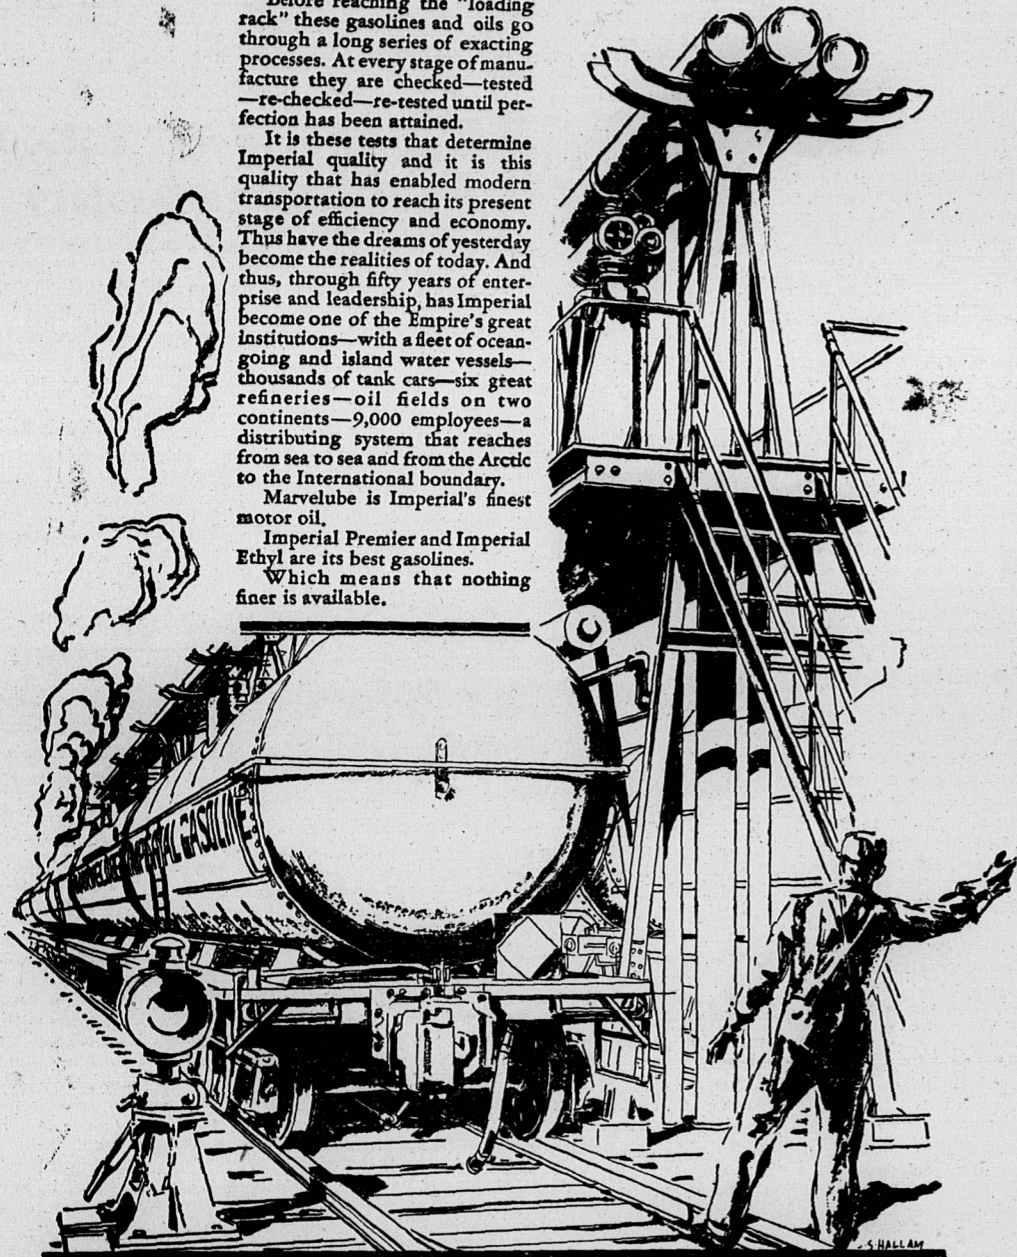 Before reaching the "loading
rack" these gasolines and oils go
through a long series of exacting
processes. At every stage of manu-
facture they are checked—tested
—re-checked—re-tested until per-
fection has been attained.
It is these tests that determine
Imperial quality and it is this
quality that has enabled modern
transportation to reach its present
stage of efficiency and economy.
Thus have the dreams of yesterday
become the realities of today. And
thus, through fifty years of enter-
prise and leadership, has Imperial
become one of the Empire's great
institutions—with a fleet of ocean-
going and island water vessels—
thousands of tank cars—six great
refineries—oil fields on two
continents—9,000 employees—a
distributing system that reaches
from sea to sea and from the Arctic
to the International boundary.
Marvelube is Imperial's finest
motor oil.
Imperial Premier and Imperial
Ethyl are its best gasolines.
Which means that nothing
finer is available.
MARVELUBE IMPERIAL GASOLINE
S. HALLAM